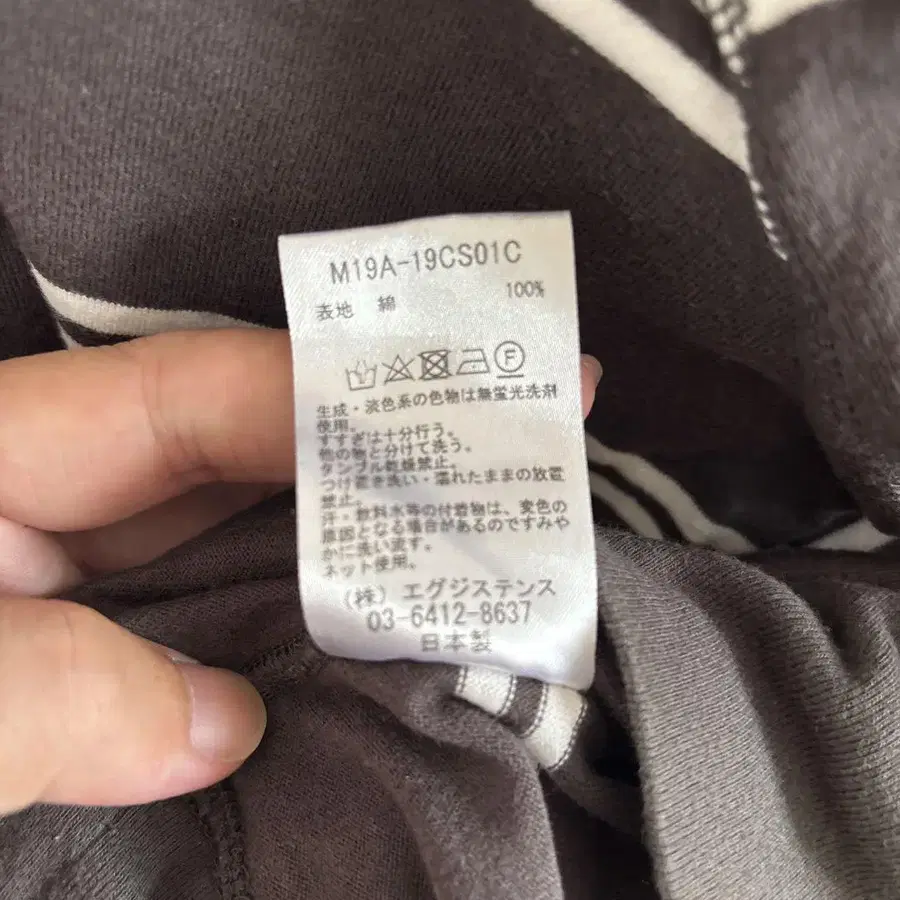 M19A-19CS01C
表地 綿 100%
F
生成・淡色系の色物は無蛍光洗剤
使用。
すすぎは十分行う。
他の物と分けて洗う。
タンブル乾燥禁止。
つけ置き洗い・濡れたままの放置
禁止。
汗・飲料水等の付着物は、変色の
原因となる場合があるのですみや
かに洗い流す。
ネット使用。
(株) エグジステンス
03-6412-8637
日本製